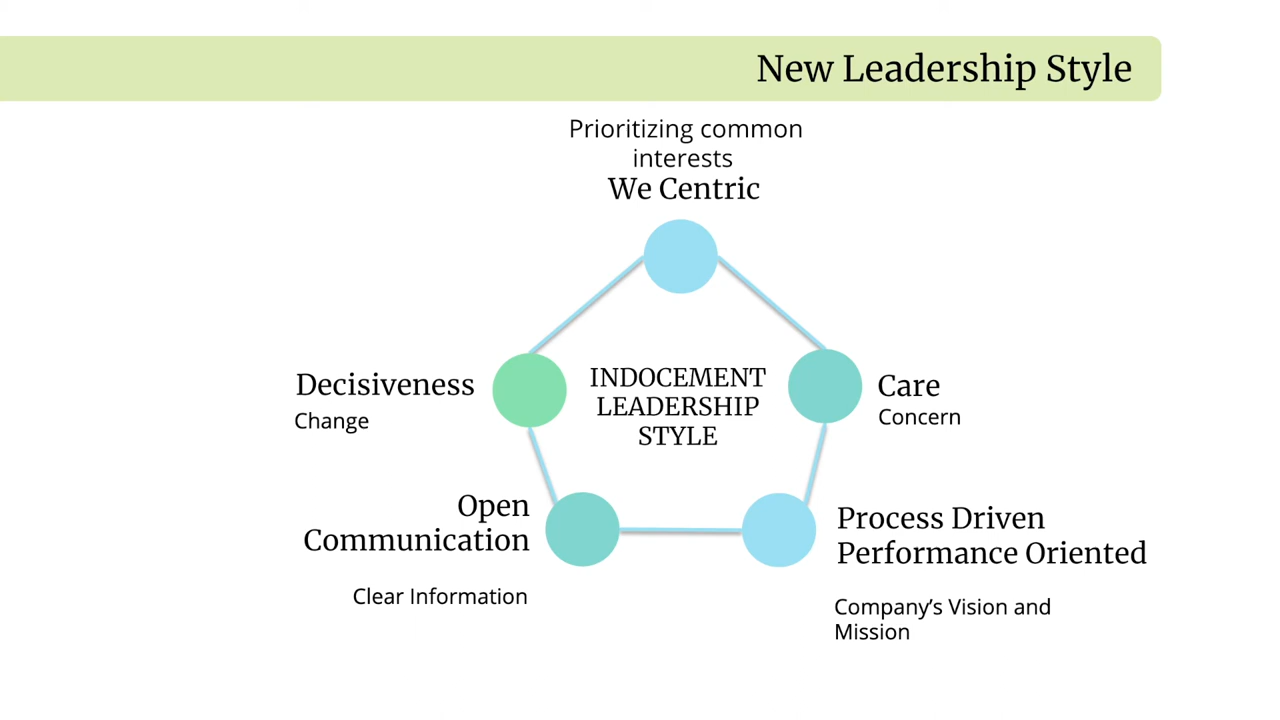 New Leadership Style
Prioritizing common
interests
We Centric
Decisiveness
Change
INDOCEMENT
LEADERSHIP
STYLE
Care
Concern
Open
Communication
Clear Information
Process Driven
Performance Oriented
Company’s Vision and
Mission